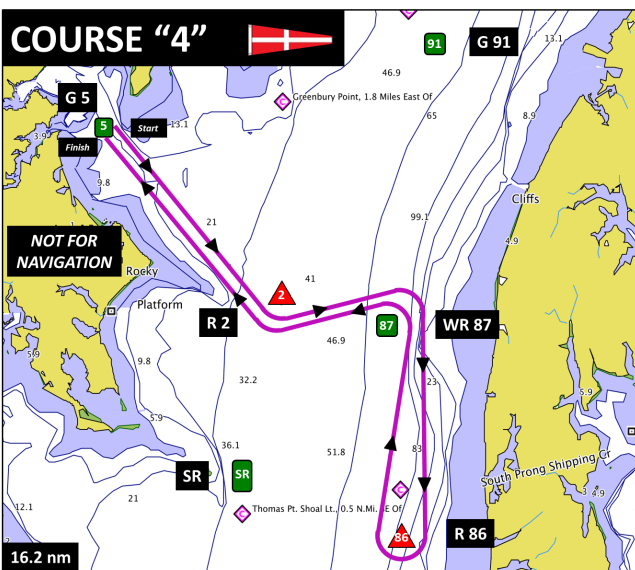 COURSE “4”
C
91
G 91
13.1
46.9
G 5
C
Greenbury Point, 1.8 Miles East Of
65
8.9
5
Start
13.1
3.9
Finish
9.8
Cliffs
21
99.1
4.9
NOT FOR
NAVIGATION
Rocky
41
2
Platform
R 2
87
WR 87
46.9
9.8
23
32.2
5.9
5.9
5.9
36.1
51.8
83
SR
SR
South Prong Shipping Cr
C
21
3
4.9
12.1
C
Thomas Pt. Shoal Lt., 0.5 N.Mi. SE Of
86
R 86
2
16.2 nm